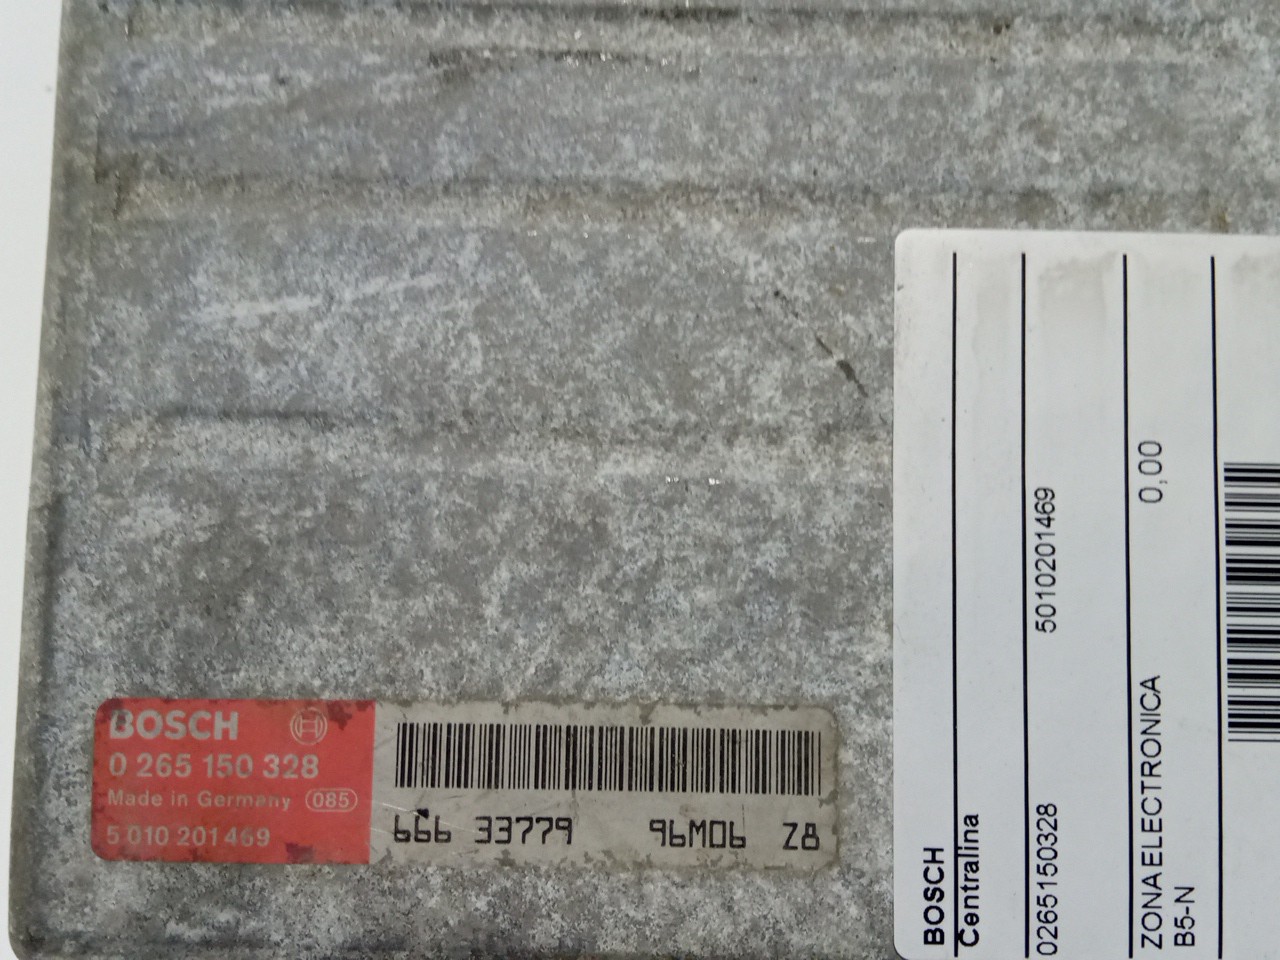 BOSCH
0 265 150 328
Made in Germany 085
5 010 201 469
666 33779 96M06 Z8
BOSCH
Centralina
0265150328 5010201469
ZONA ELECTRONICA 0,00
B5-N